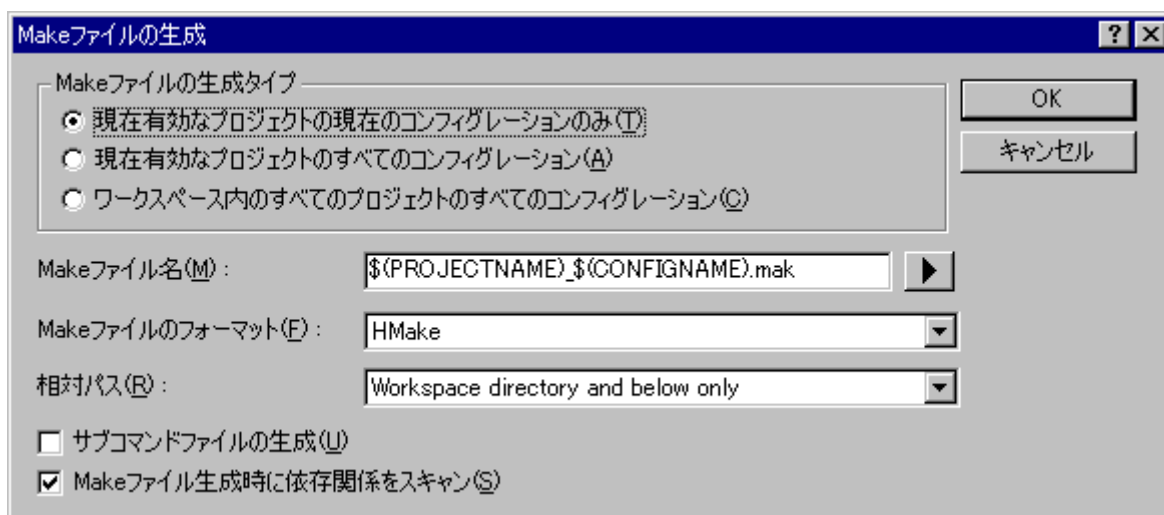 Makeファイルの生成
Makeファイルの生成タイプ
現在有効なプロジェクトの現在のコンフィグレーションのみ(T)
現在有効なプロジェクトのすべてのコンフィグレーション(A)
ワークスペース内のすべてのプロジェクトのすべてのコンフィグレーション(C)
OK
キャンセル
Makeファイル名(M) : $(PROJECTNAME)_$(CONFIGNAME).mak
Makeファイルのフォーマット(F) : HMake
相対パス(R) : Workspace directory and below only
サブコマンドファイルの生成(U)
Makeファイル生成時に依存関係をスキャン(S)